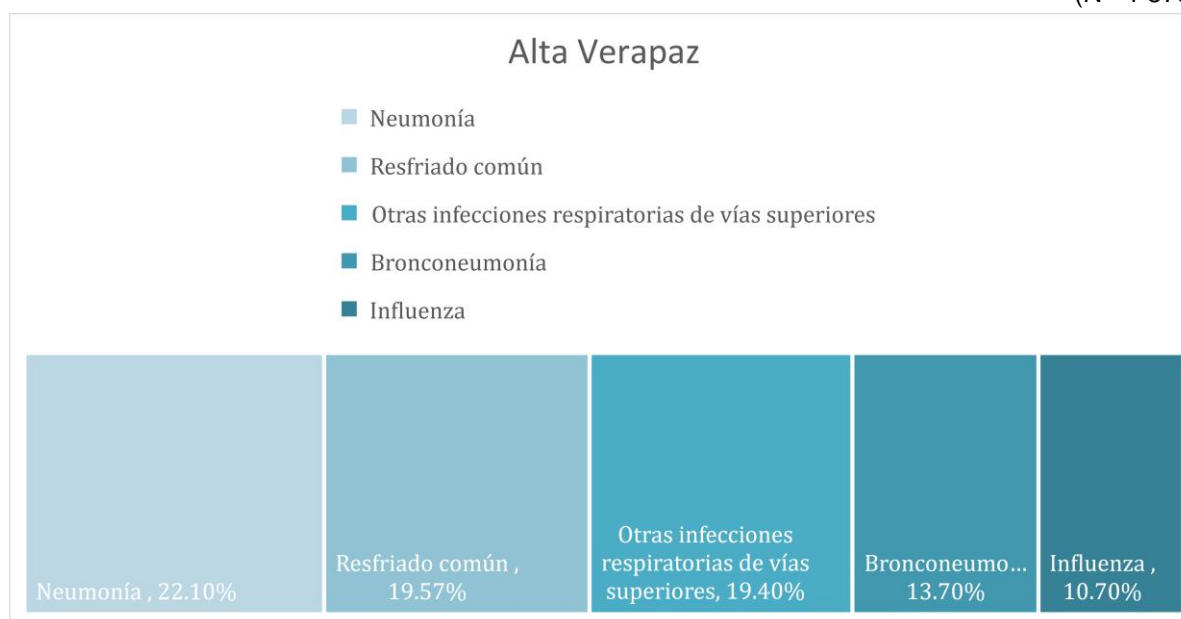 Alta Verapaz
Neumonía
Resfriado común
Otras infecciones respiratorias de vías superiores
Bronconeumonía
Influenza
Neumonía , 22.10%
Resfriado común ,
19.57%
Otras infecciones
respiratorias de vías
superiores, 19.40%
Bronconeumo...
13.70%
Influenza ,
10.70%